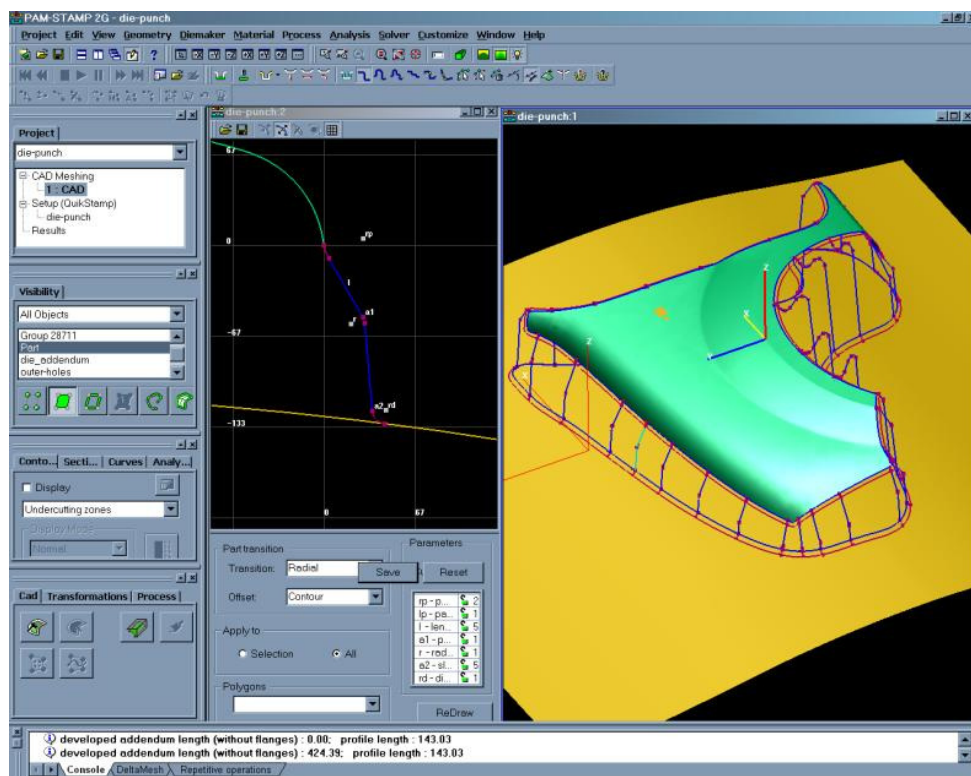 PAM-STAMP 2G - die-punch
Project Edit View Geometry Diemaker Material Process Analysis Solver Customize Window Help
Project
die-punch
CAD Meshing
1 : CAD
Setup (QuikStamp)
die-punch
Results
Visibility
All Objects
Group 28711
Part
die_addendum
outer-holes
Conto... Secti... Curves Analy...
Display
Undercutting zones
Display Mode
Normal
Cad Transformations Process
die-punch:2
67
0
rp
l
-67
r a1
a2 rd
-133
0 67
Part transition
Transition: Radial
Offset: Contour
Apply to
Selection All
Polygons
Parameters
Save Reset
rp - p... 2
lp - pa... 1
l - len... 5
a1 - p... 1
r - rad... 1
a2 - sl... 5
rd - di... 1
ReDraw
die-punch:1
z
x
z
developed addendum length (without flanges) : 0.00; profile length : 143.03
developed addendum length (without flanges) : 424.39; profile length : 143.03
Console DeltaMesh Repetitive operations